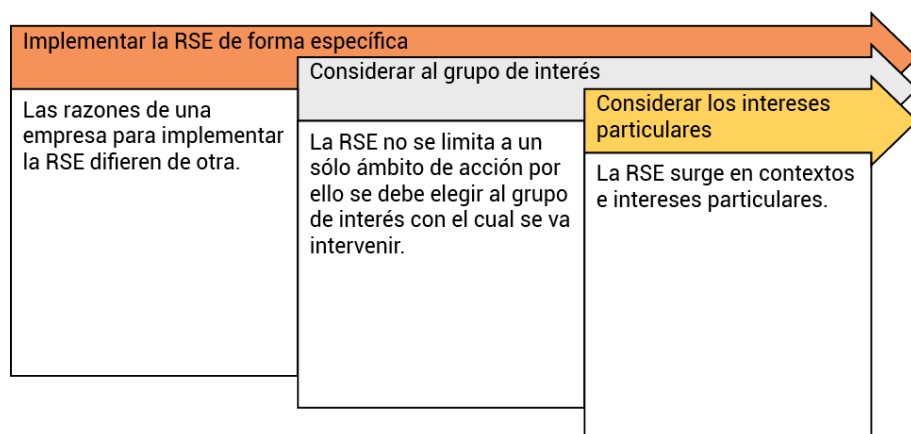 Implementar la RSE de forma específica
Las razones de una
empresa para implementar
la RSE difieren de otra.
Considerar al grupo de interés
La RSE no se limita a un
sólo ámbito de acción por
ello se debe elegir al grupo
de interés con el cual se va
intervenir.
Considerar los intereses
particulares
La RSE surge en contextos
e intereses particulares.